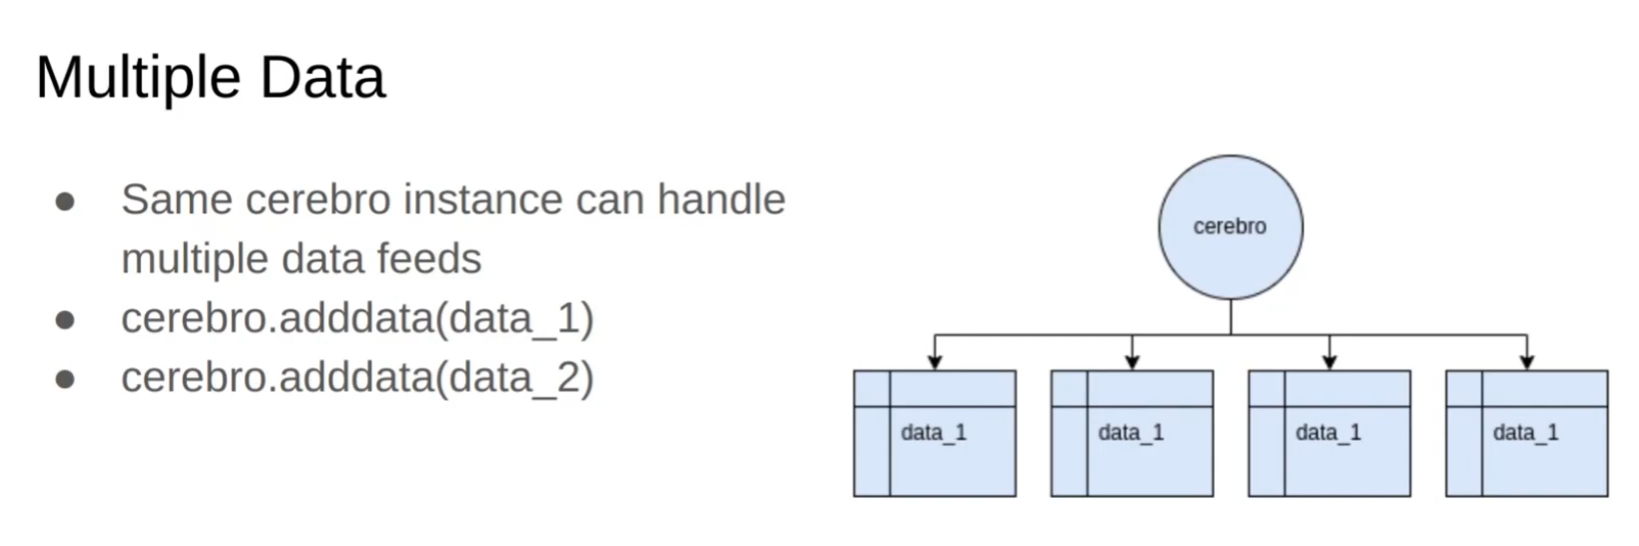 Multiple Data
● Same cerebro instance can handle
multiple data feeds
● cerebro.adddata(data_1)
● cerebro.adddata(data_2)
cerebro
data_1
data_1
data_1
data_1